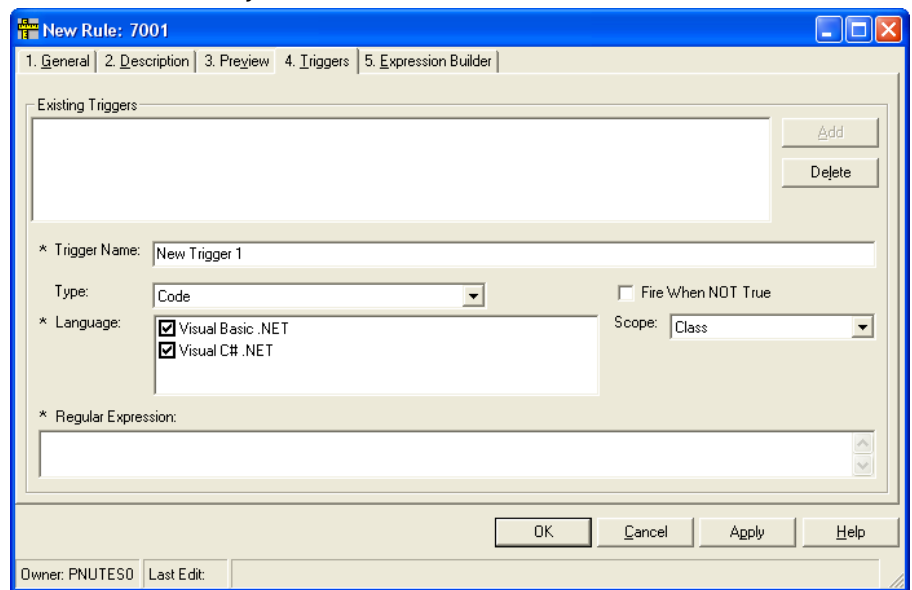 New Rule: 7001
1. General 2. Description 3. Preview 4. Triggers 5. Expression Builder
Existing Triggers
Add
Delete
* Trigger Name: New Trigger 1
Type: Code Fire When NOT True
* Language: Visual Basic .NET Scope: Class
Visual C# .NET
* Regular Expression:
OK Cancel Apply Help
Owner: PNUTES0 Last Edit: